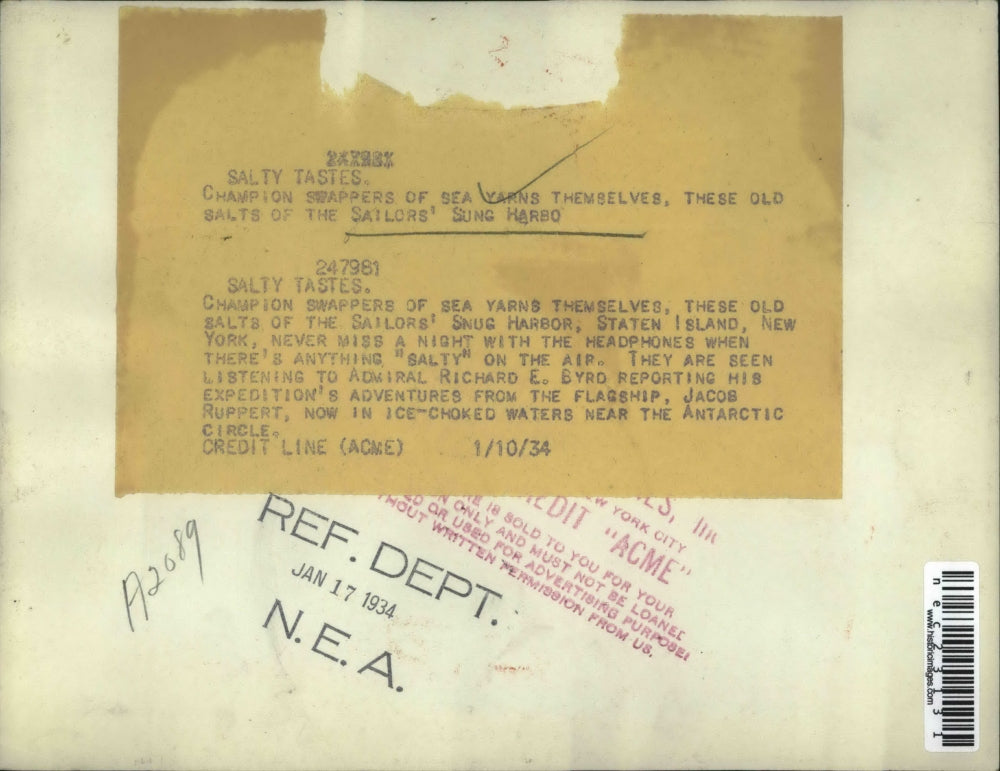 SALTY TASTES.
CHAMPION SWAPPERS OF SEA YARNS THEMSELVES, THESE OLD
SALTS OF THE SAILORS' SUNG HARBO
247981
SALTY TASTES.
CHAMPION SWAPPERS OF SEA YARNS THEMSELVES, THESE OLD
SALTS OF THE SAILORS' SNUG HARBOR, STATEN ISLAND, NEW
YORK, NEVER MISS A NIGHT WITH THE HEADPHONES WHEN
THERE'S ANYTHING "SALTY" ON THE AIR. THEY ARE SEEN
LISTENING TO ADMIRAL RICHARD E. BYRD REPORTING HIS
EXPEDITION'S ADVENTURES FROM THE FLAGSHIP, JACOB
RUPPERT, NOW IN ICE-CHOKED WATERS NEAR THE ANTARCTIC
CIRCLE.
CREDIT LINE (ACME) 1/10/34
YORK CITY
"ACME"
IS SOLD TO YOU FOR YOUR
ONLY AND MUST NOT BE LOANED
OR USED FOR ADVERTISING PURPOSES
WRITTEN PERMISSION FROM US.
REF. DEPT.
JAN 17 1934
N. E. A.
A2089
www.historicimages.com
nec23131